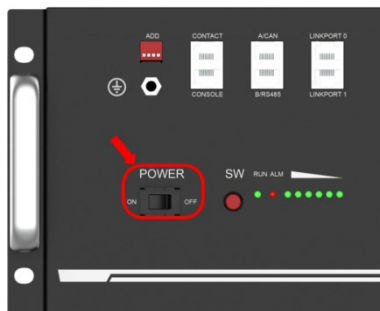 ADD CONTACT A/CAN LINKPORT 0
CONSOLE B/RS485 LINKPORT 1
POWER SW RUN ALM
ON OFF